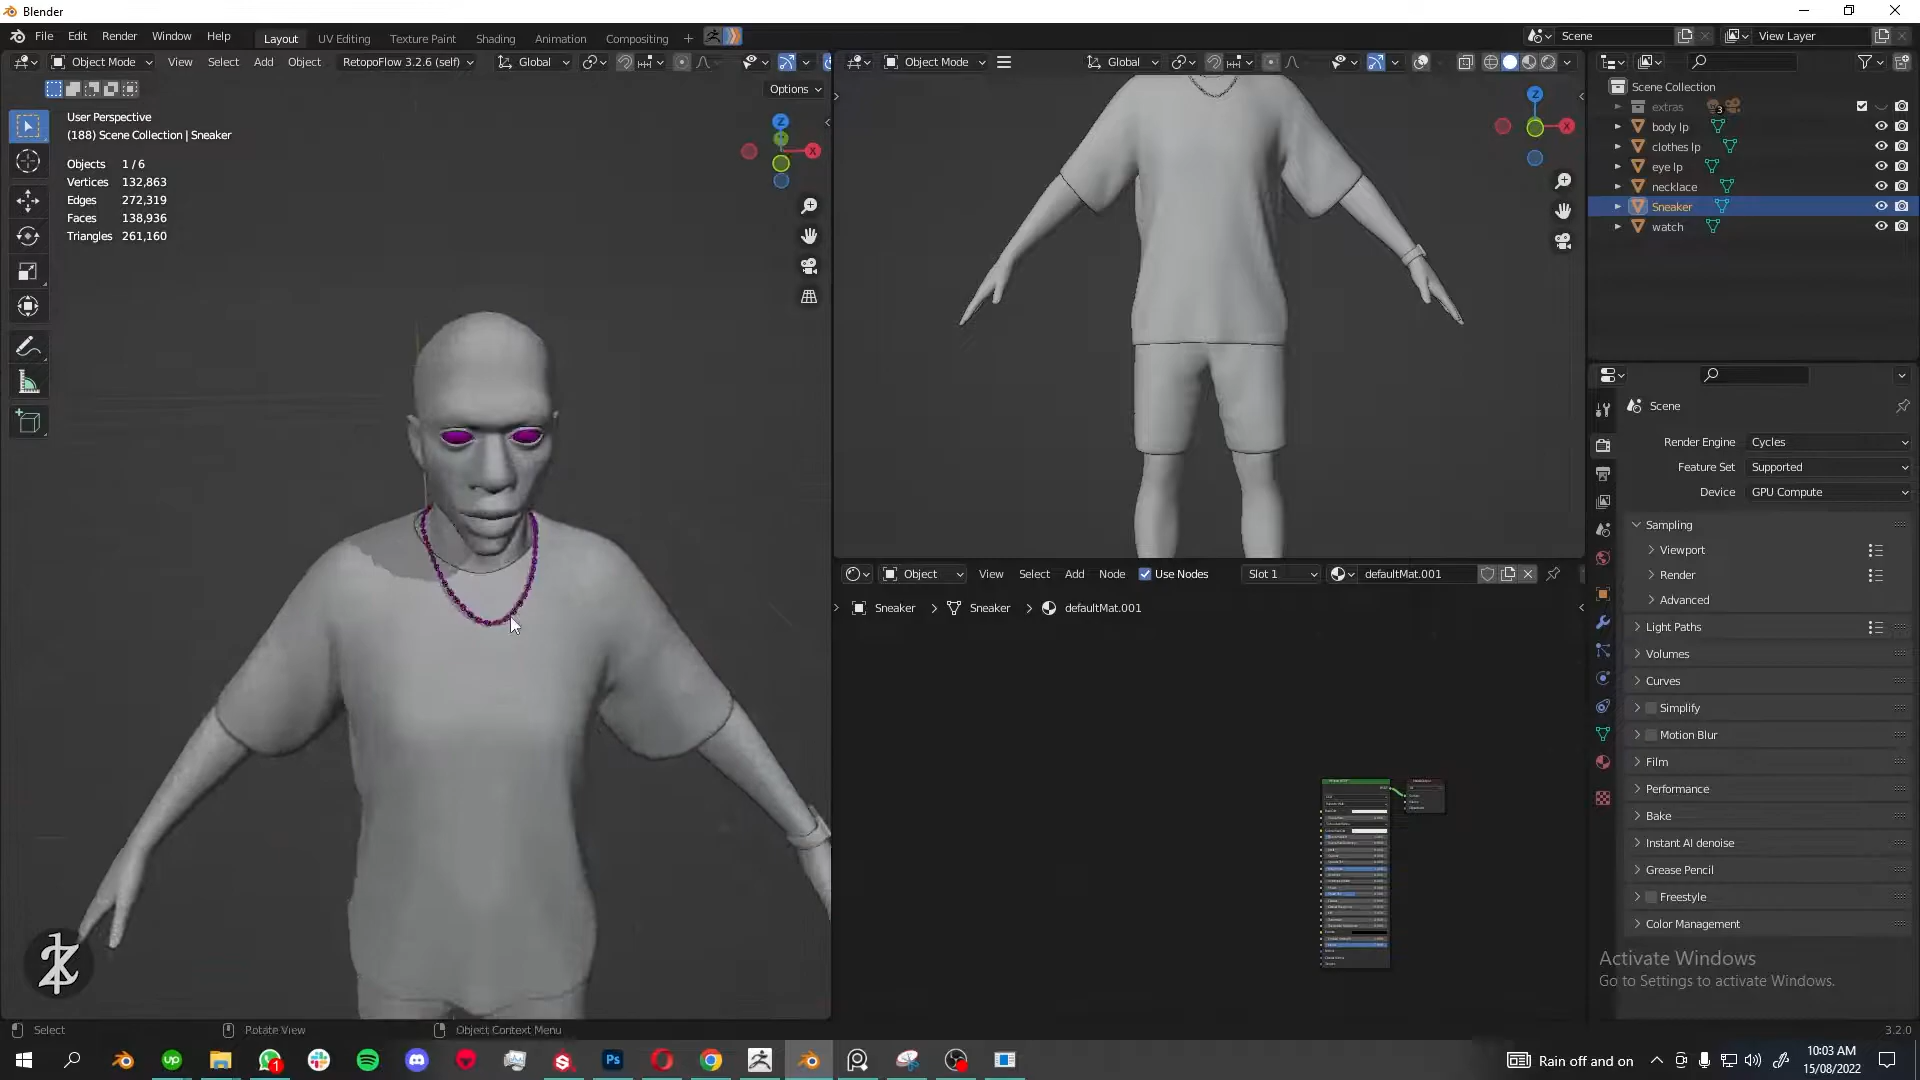 Blender
File Edit Render Window Help
Layout UV Editing Texture Paint Shading Animation Compositing
Scene
View Layer
Object Mode View Select Add Object RetopoFlow 3.2.6 (self) Global
Object Mode Global
Options
User Perspective
(188) Scene Collection | Sneaker
Objects 1 / 6
Vertices 132,863
Edges 272,319
Faces 138,936
Triangles 261,160
Z
X
Z
X
Scene Collection
extras 3
body lp
clothes lp
eye lp
necklace
Sneaker
watch
Scene
Render Engine Cycles
Feature Set Supported
Device GPU Compute
Sampling
Viewport
Render
Advanced
Light Paths
Volumes
Curves
Simplify
Motion Blur
Film
Performance
Bake
Instant AI denoise
Grease Pencil
Freestyle
Color Management
Object View Select Add Node Use Nodes Slot 1 defaultMat.001
Sneaker > Sneaker > defaultMat.001
Activate Windows
Go to Settings to activate Windows.
Select Rotate View Object Context Menu 3.2.0
up
1
Ps
Rain off and on
10:03 AM
15/08/2022